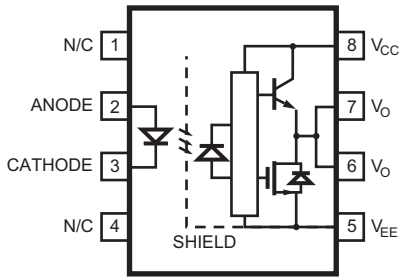 N/C 1
ANODE 2
CATHODE 3
N/C 4
SHIELD
8 VCC
7 VO
6 VO
5 VEE